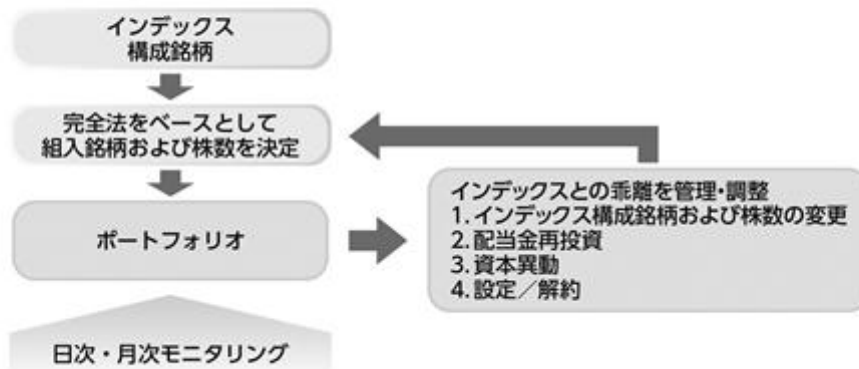 インデックス
構成銘柄
完全法をベースとして
組入銘柄および株数を決定
ポートフォリオ
インデックスとの乖離を管理・調整
1. インデックス構成銘柄および株数の変更
2. 配当金再投資
3. 資本異動
4. 設定／解約
日次・月次モニタリング